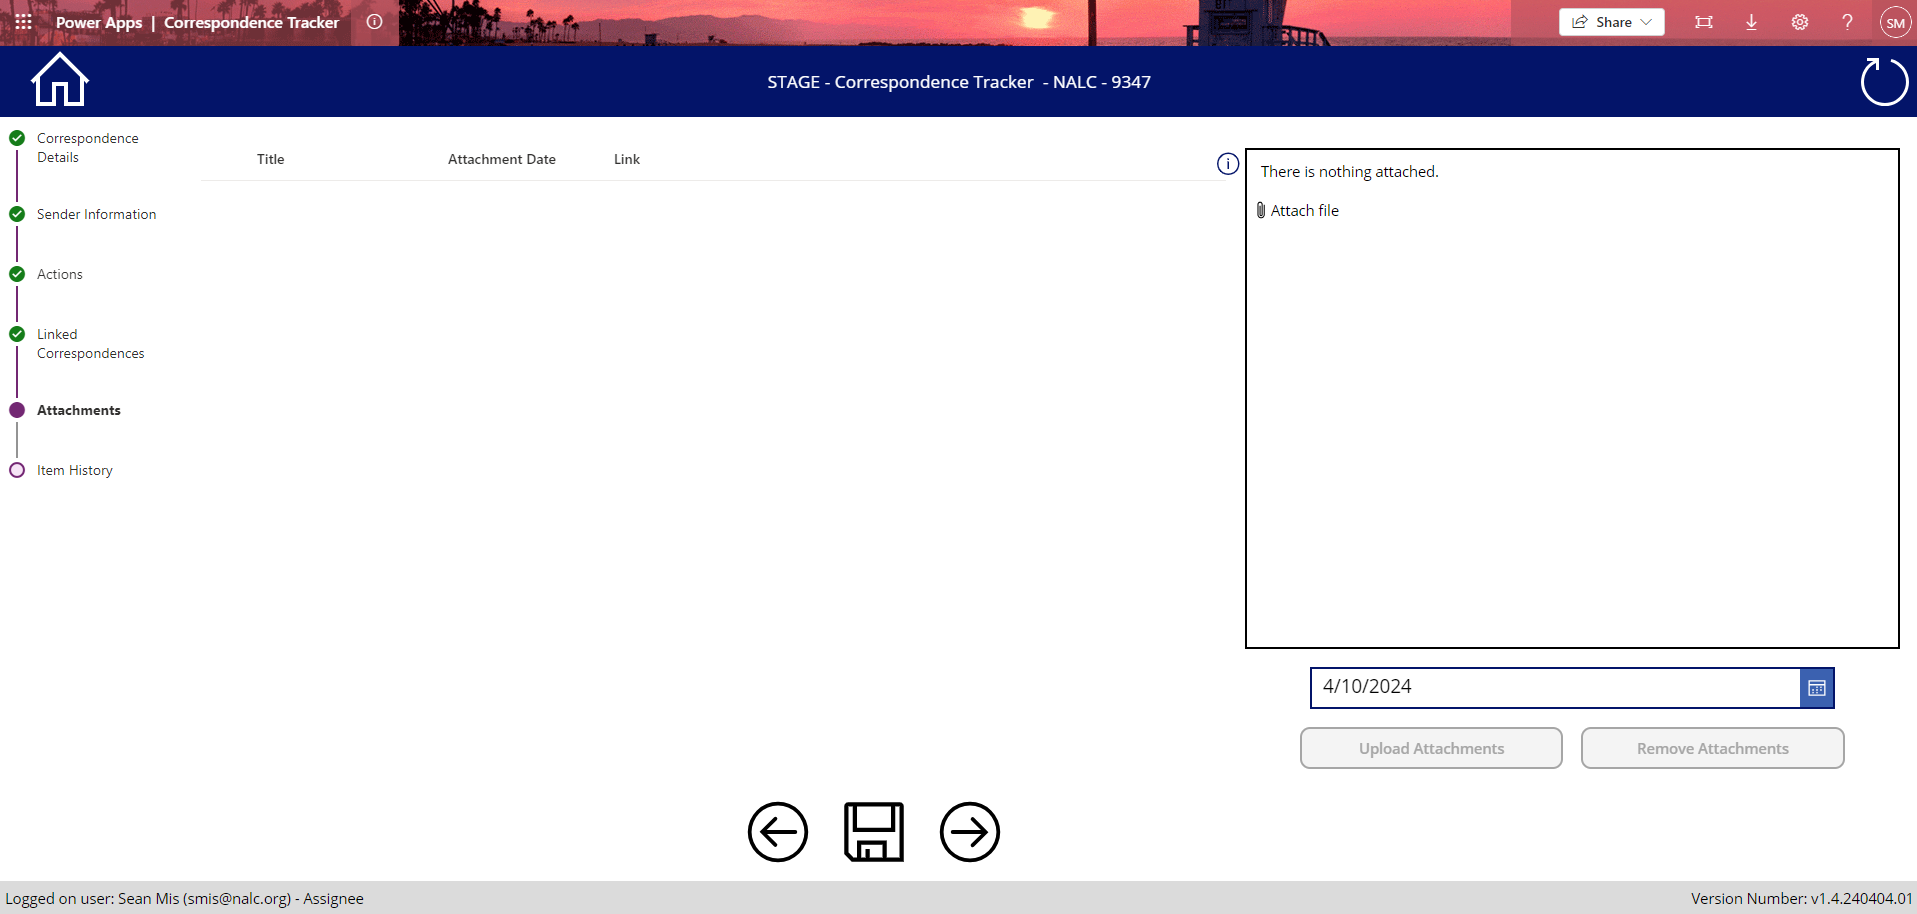 Power Apps | Correspondence Tracker
Share
SM
STAGE - Correspondence Tracker - NALC - 9347
Correspondence
Details
Sender Information
Actions
Linked
Correspondences
Attachments
Item History
Title Attachment Date Link
There is nothing attached.
Attach file
4/10/2024
Upload Attachments Remove Attachments
Logged on user: Sean Mis (smis@nalc.org) - Assignee Version Number: v1.4.240404.01